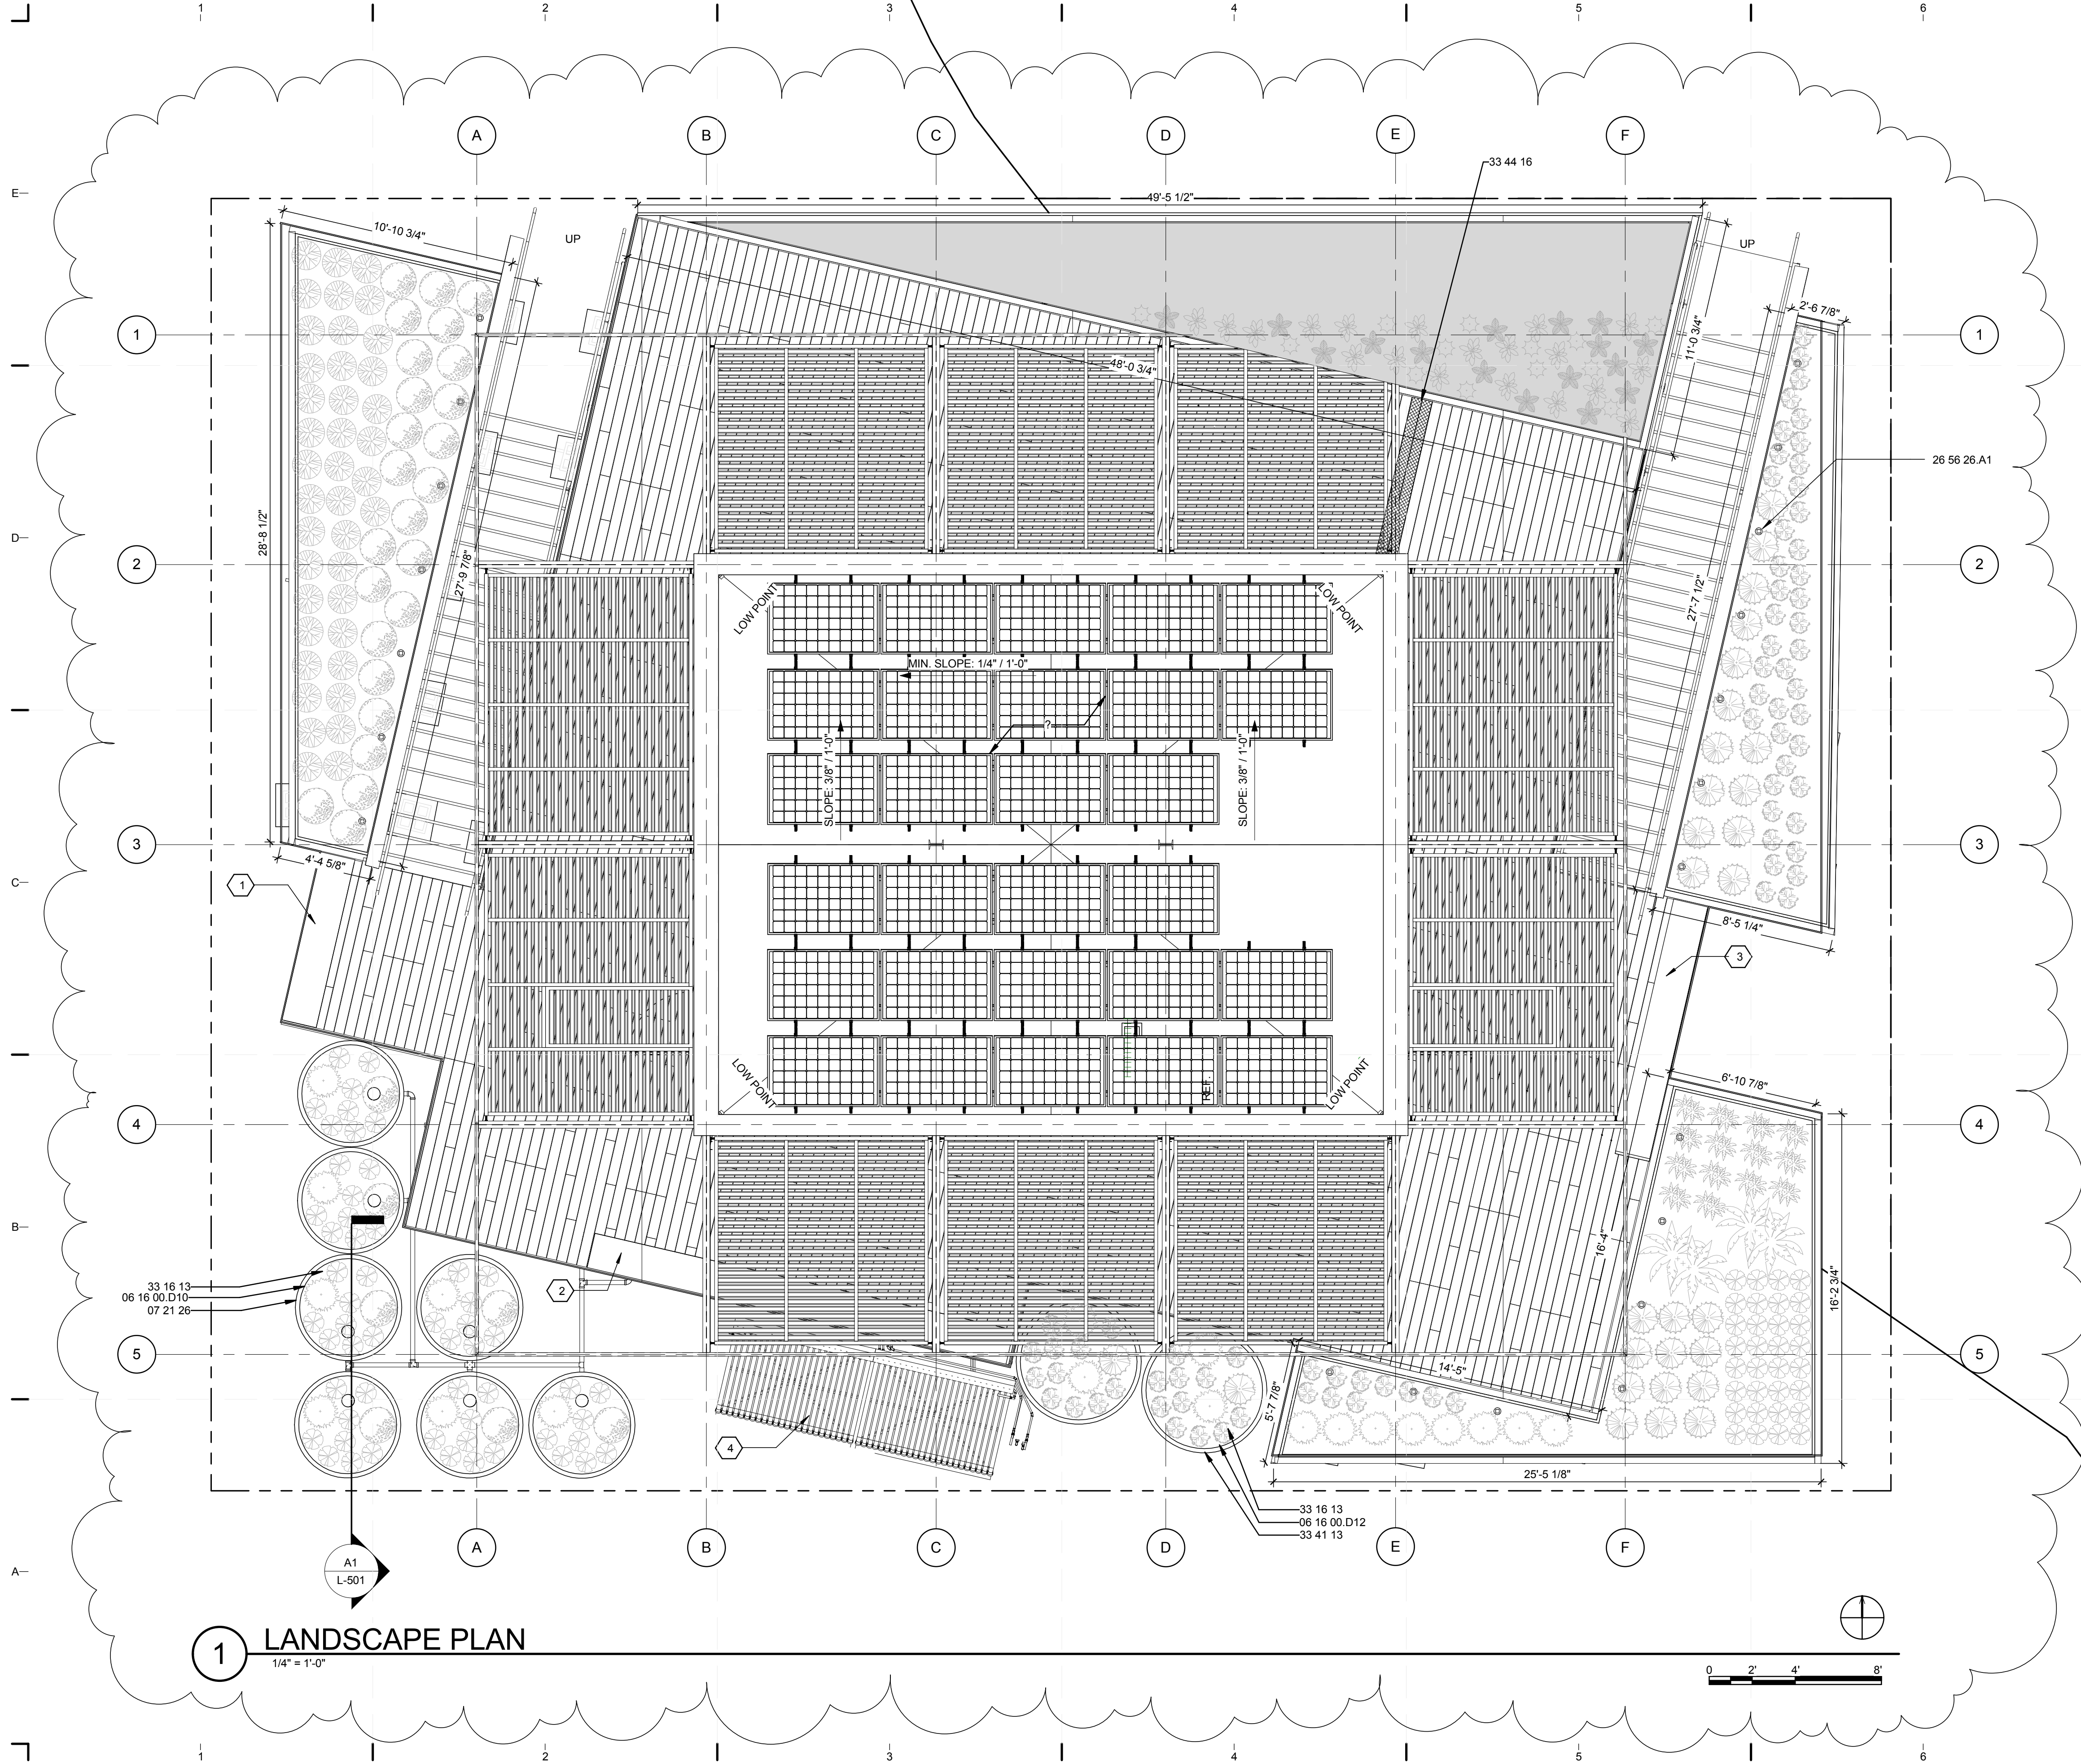 1 2 3 4 5 6
A B C D E F
E
33 44 16
49'-5 1/2"
10'-10 3/4"
UP
UP
2'-6 7/8"
1
1
11'-0 3/4"
48'-0 3/4"
26 56 26.A1
28'-8 1/2"
D
2
2
27'-9 7/8"
27'-7 1/2"
LOW POINT
LOW POINT
MIN. SLOPE: 1/4" / 1'-0"
?
SLOPE: 3/8" / 1'-0"
SLOPE: 3/8" / 1'-0"
3
3
4'-4 5/8"
1
C
8'-5 1/4"
3
LOW POINT
REF.
LOW POINT
6'-10 7/8"
4
4
B
16'-4"
16'-2 3/4"
33 16 13
06 16 00.D10
07 21 26
2
5
5
14'-5"
5'-7 7/8"
4
25'-5 1/8"
33 16 13
06 16 00.D12
33 41 13
A B C D E F
A
A1
L-501
1 LANDSCAPE PLAN
1/4" = 1'-0"
0 2' 4' 8'
1 2 3 4 5 6